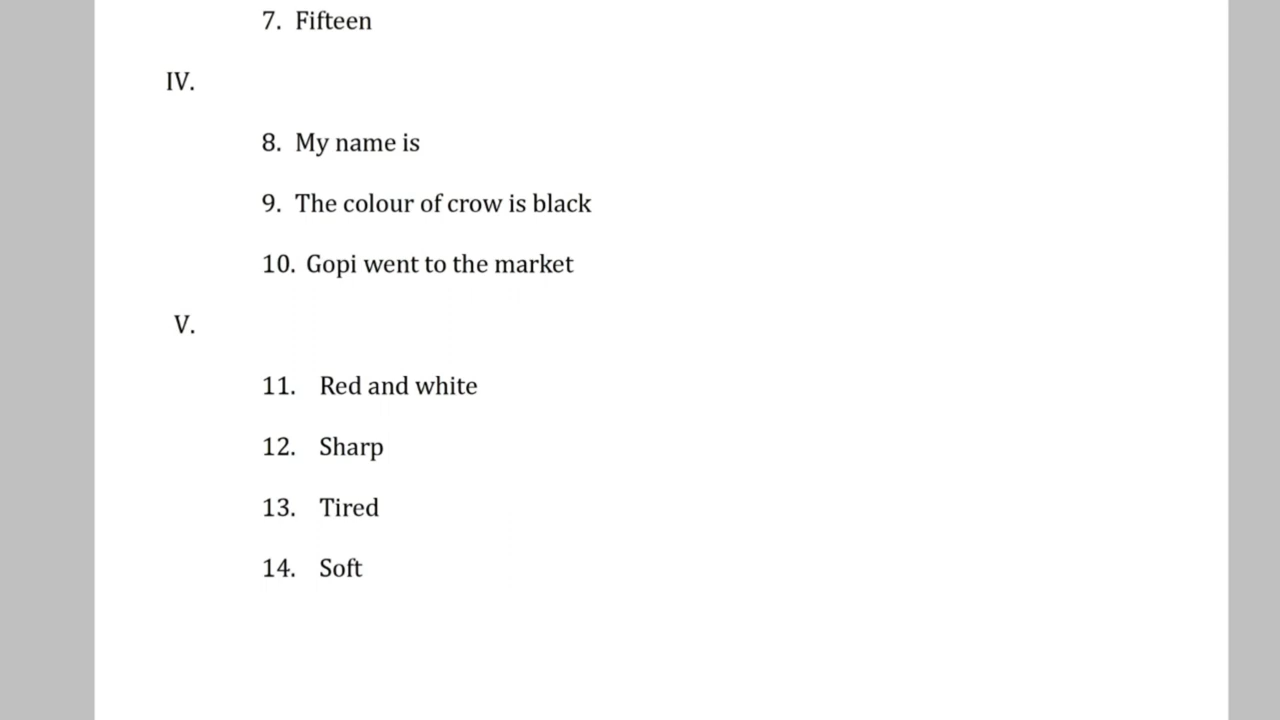 7. Fifteen
IV.
8. My name is
9. The colour of crow is black
10. Gopi went to the market
V.
11. Red and white
12. Sharp
13. Tired
14. Soft